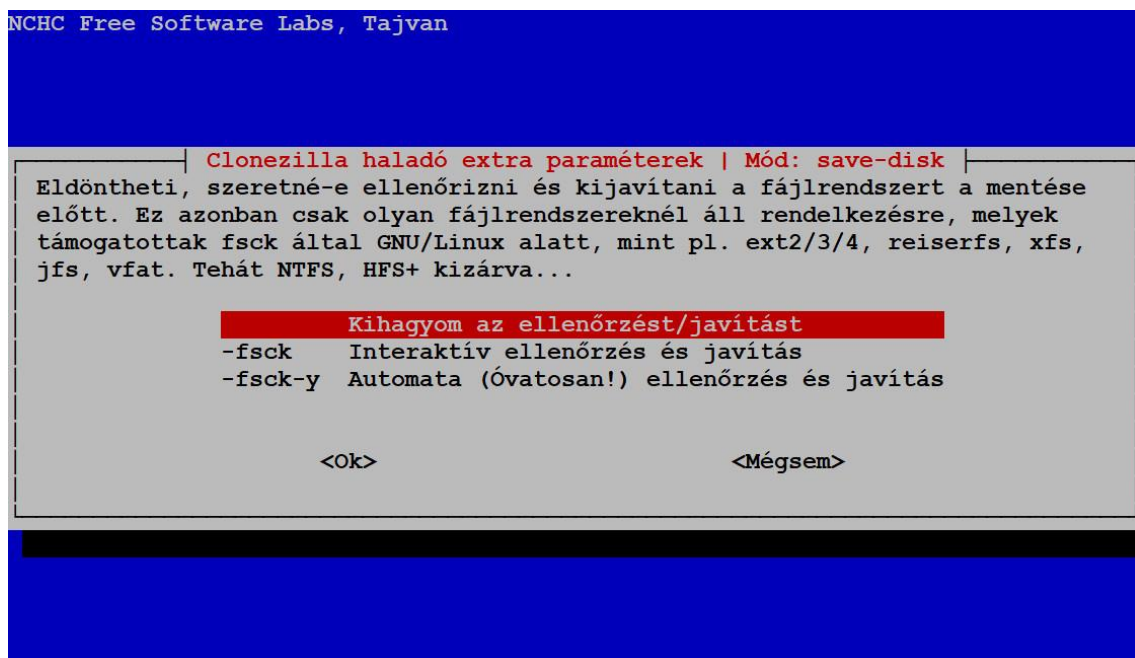 NCHC Free Software Labs, Tajvan
Clonezilla haladó extra paraméterek | Mód: save-disk
Eldöntheti, szeretné-e ellenőrizni és kijavítani a fájlrendszert a mentése
előtt. Ez azonban csak olyan fájlrendszereknél áll rendelkezésre, melyek
támogatottak fsck által GNU/Linux alatt, mint pl. ext2/3/4, reiserfs, xfs,
jfs, vfat. Tehát NTFS, HFS+ kizárva...
Kihagyom az ellenőrzést/javítást
-fsck Interaktív ellenőrzés és javítás
-fsck-y Automata (Óvatosan!) ellenőrzés és javítás
<Ok> <Mégsem>